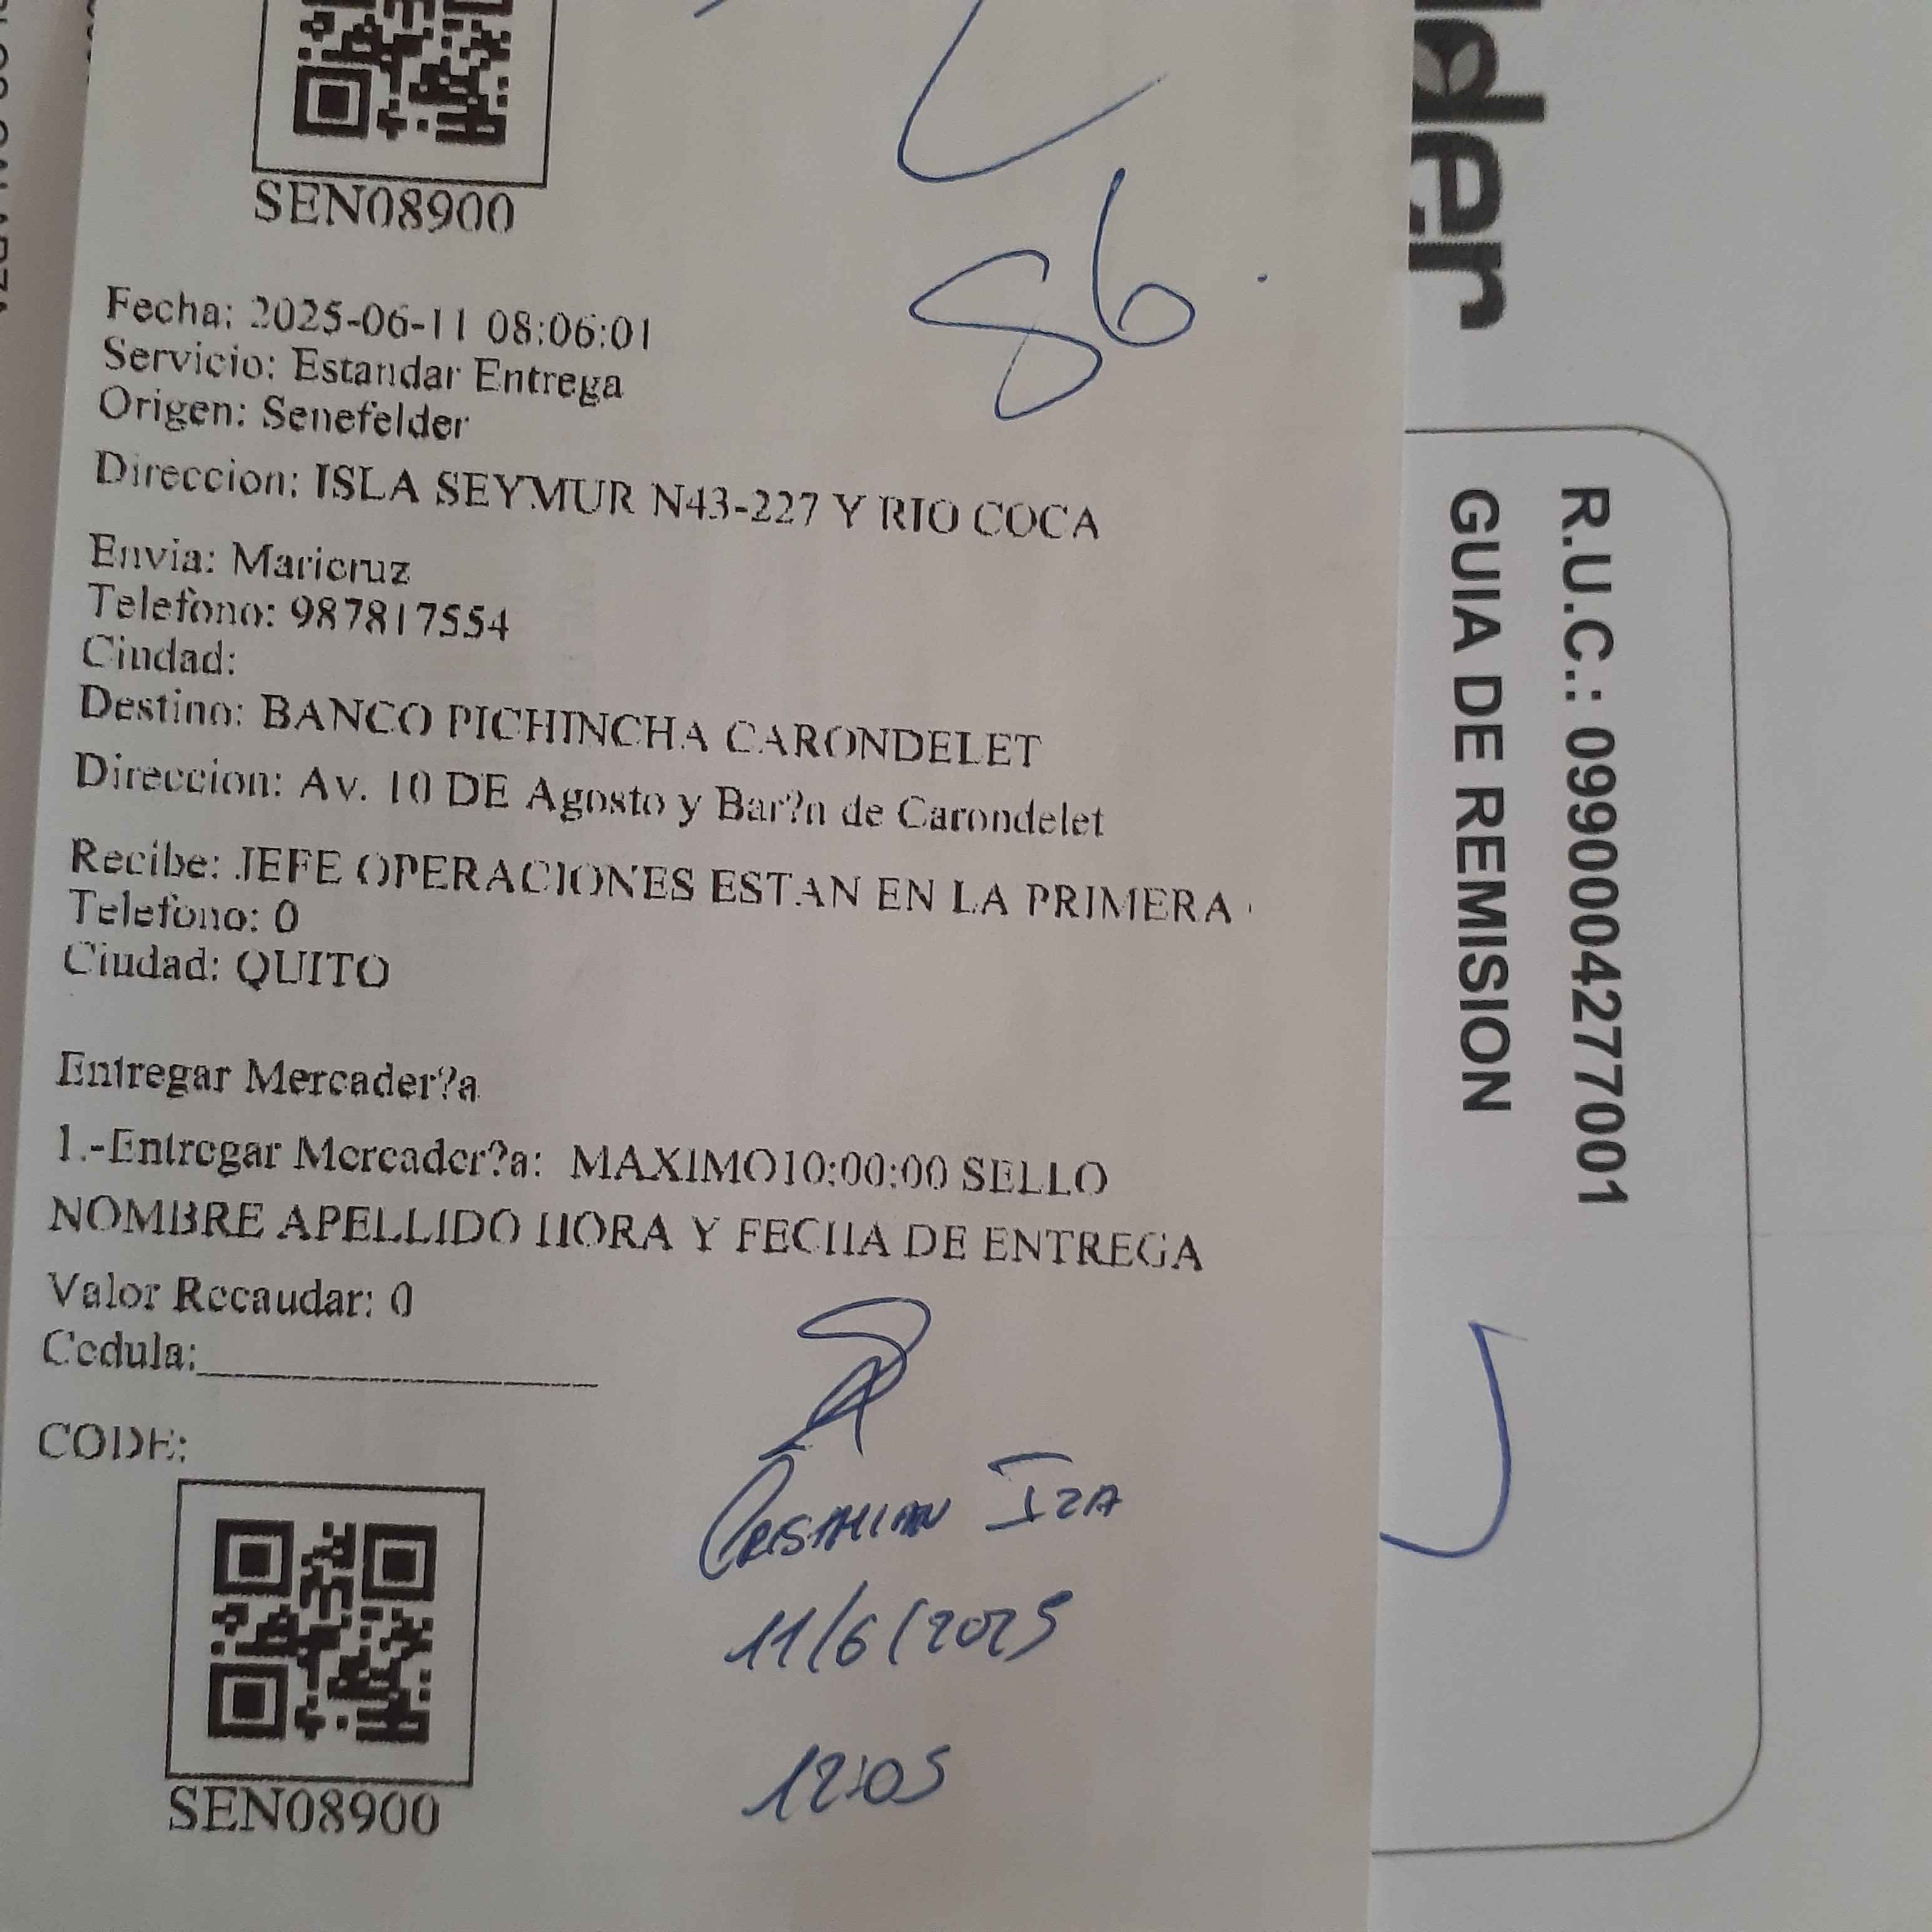 SEN08900
86
Fecha: 2025-06-11 08:06:01
Servicio: Estandar Entrega
Origen: Senefelder
Direccion: ISLA SEYMUR N43-227 Y RIO COCA
Envia: Maricruz
Telefono: 987817554
Ciudad:
Destino: BANCO PICHINCHA CARONDELET
Direccion: Av. 10 DE Agosto y Bar?n de Carondelet
Recibe: JEFE OPERACIONES ESTAN EN LA PRIMERA
Telefono: 0
Ciudad: QUITO
Entregar Mercader?a
1.-Entregar Mercader?a: MAXIMO10:00:00 SELLO
NOMBRE APELLIDO HORA Y FECHA DE ENTREGA
Valor Recaudar: 0
Cedula:
CODE:
SEN08900
CRISTHIAN IZA
11/6/2025
12:05
lder
R.U.C.: 0990004277001
GUIA DE REMISION